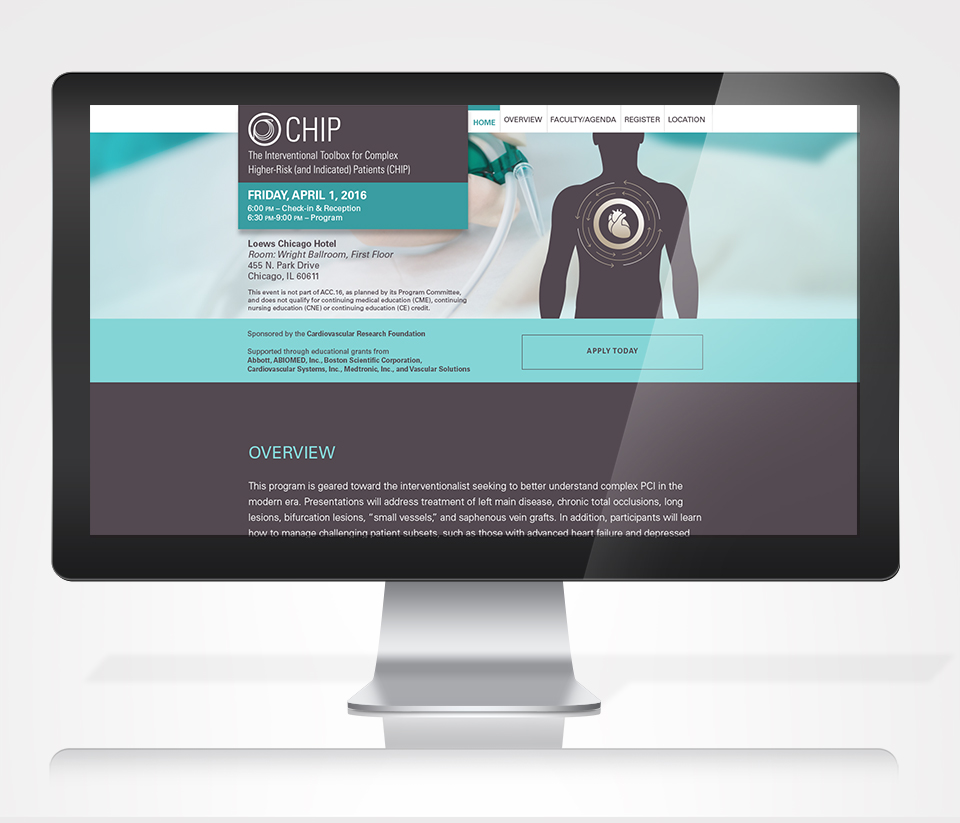 CHIP
The Interventional Toolbox for Complex
Higher-Risk (and Indicated) Patients (CHIP)
HOME
OVERVIEW
FACULTY/AGENDA
REGISTER
LOCATION
FRIDAY, APRIL 1, 2016
6:00 PM – Check-in & Reception
6:30 PM-9:00 PM – Program
Loews Chicago Hotel
Room: Wright Ballroom, First Floor
455 N. Park Drive
Chicago, IL 60611
This event is not part of ACC.16, as planned by its Program Committee,
and does not qualify for continuing medical education (CME), continuing
nursing education (CNE) or continuing education (CE) credit.
Sponsored by the Cardiovascular Research Foundation
Supported through educational grants from
Abbott, ABIOMED, Inc., Boston Scientific Corporation,
Cardiovascular Systems, Inc., Medtronic, Inc., and Vascular Solutions
APPLY TODAY
OVERVIEW
This program is geared toward the interventionalist seeking to better understand complex PCI in the
modern era. Presentations will address treatment of left main disease, chronic total occlusions, long
lesions, bifurcation lesions, “small vessels,” and saphenous vein grafts. In addition, participants will learn
how to manage challenging patient subsets, such as those with advanced heart failure and depressed